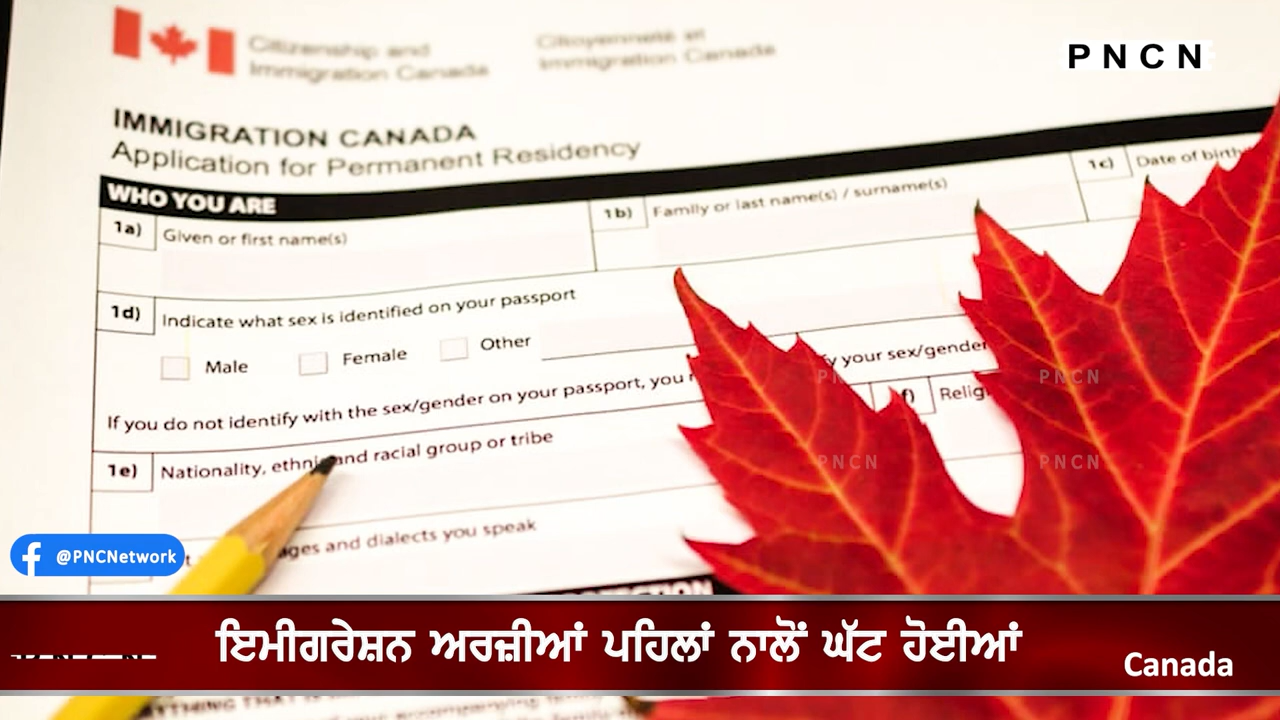 Citizenship and
Immigration Canada
Citoyenneté et
Immigration Canada
PNCN
IMMIGRATION CANADA
Application for Permanent Residency
WHO YOU ARE
1a) Given or first name(s)
1b) Family or last name(s) / surname(s)
1c) Date of birth
1d) Indicate what sex is identified on your passport
Male
Female
Other
If you do not identify with the sex/gender on your passport, you
your sex/gender
1e) Nationality, ethnic and racial group or tribe
and dialects you speak
PNCN
PNCN
PNCN
PNCN
@PNCNetwork
ਇਮੀਗਰੇਸ਼ਨ ਅਰਜ਼ੀਆਂ ਪਹਿਲਾਂ ਨਾਲੋਂ ਘੱਟ ਹੋਈਆਂ
Canada